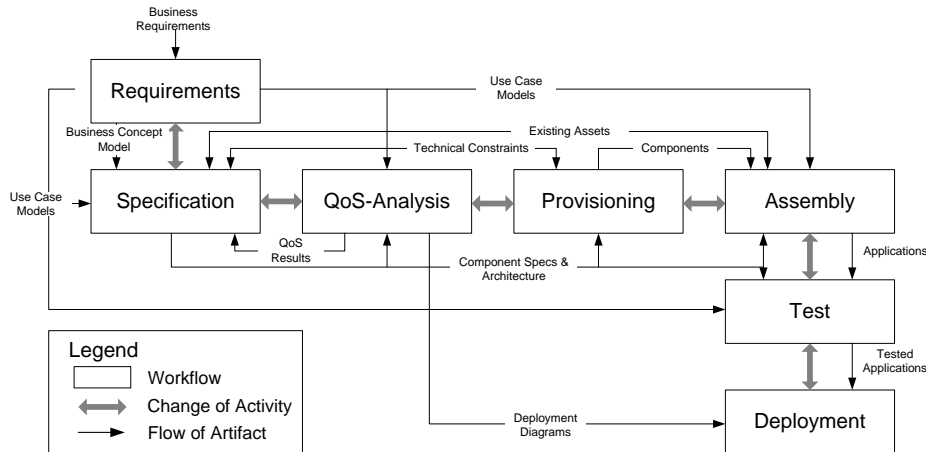 Business
Requirements
Requirements
Use Case
Models
Business Concept
Model
Existing Assets
Technical Constraints
Components
Use Case
Models
Specification
QoS-Analysis
Provisioning
Assembly
QoS
Results
Component Specs &
Architecture
Applications
Test
Legend
Workflow
Change of Activity
Flow of Artifact
Tested
Applications
Deployment
Diagrams
Deployment